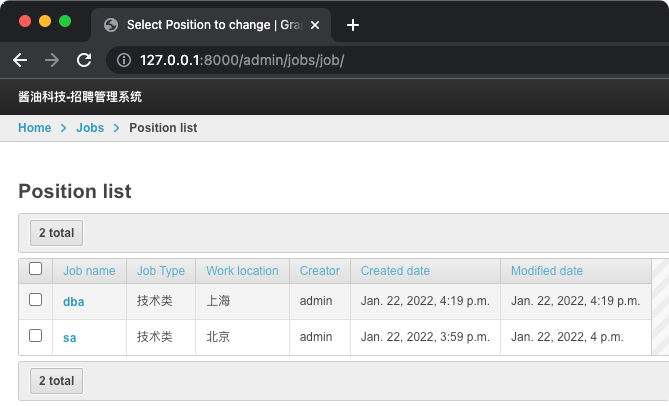 Select Position to change | Gra
127.0.0.1:8000/admin/jobs/job/
酱油科技-招聘管理系统
Home > Jobs > Position list
Position list
2 total
Job name Job Type Work location Creator Created date Modified date
dba 技术类 上海 admin Jan. 22, 2022, 4:19 p.m. Jan. 22, 2022, 4:19 p.m.
sa 技术类 北京 admin Jan. 22, 2022, 3:59 p.m. Jan. 22, 2022, 4 p.m.
2 total